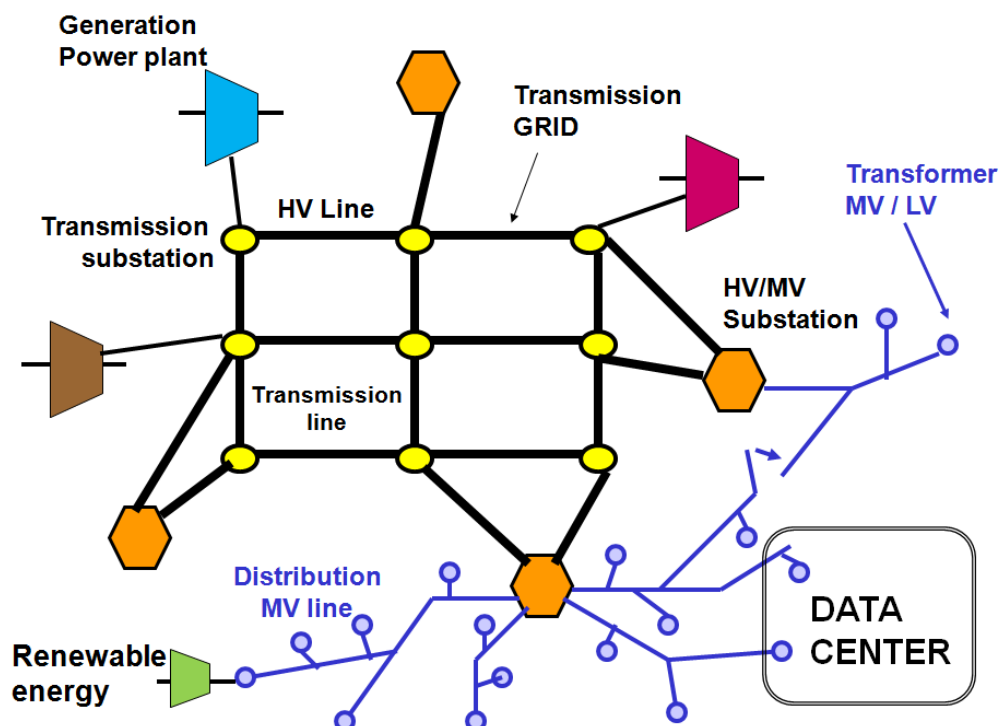 Generation
Power plant
Transmission
GRID
Transformer
MV / LV
HV Line
Transmission
substation
HV/MV
Substation
Transmission
line
Distribution
MV line
DATA
CENTER
Renewable
energy